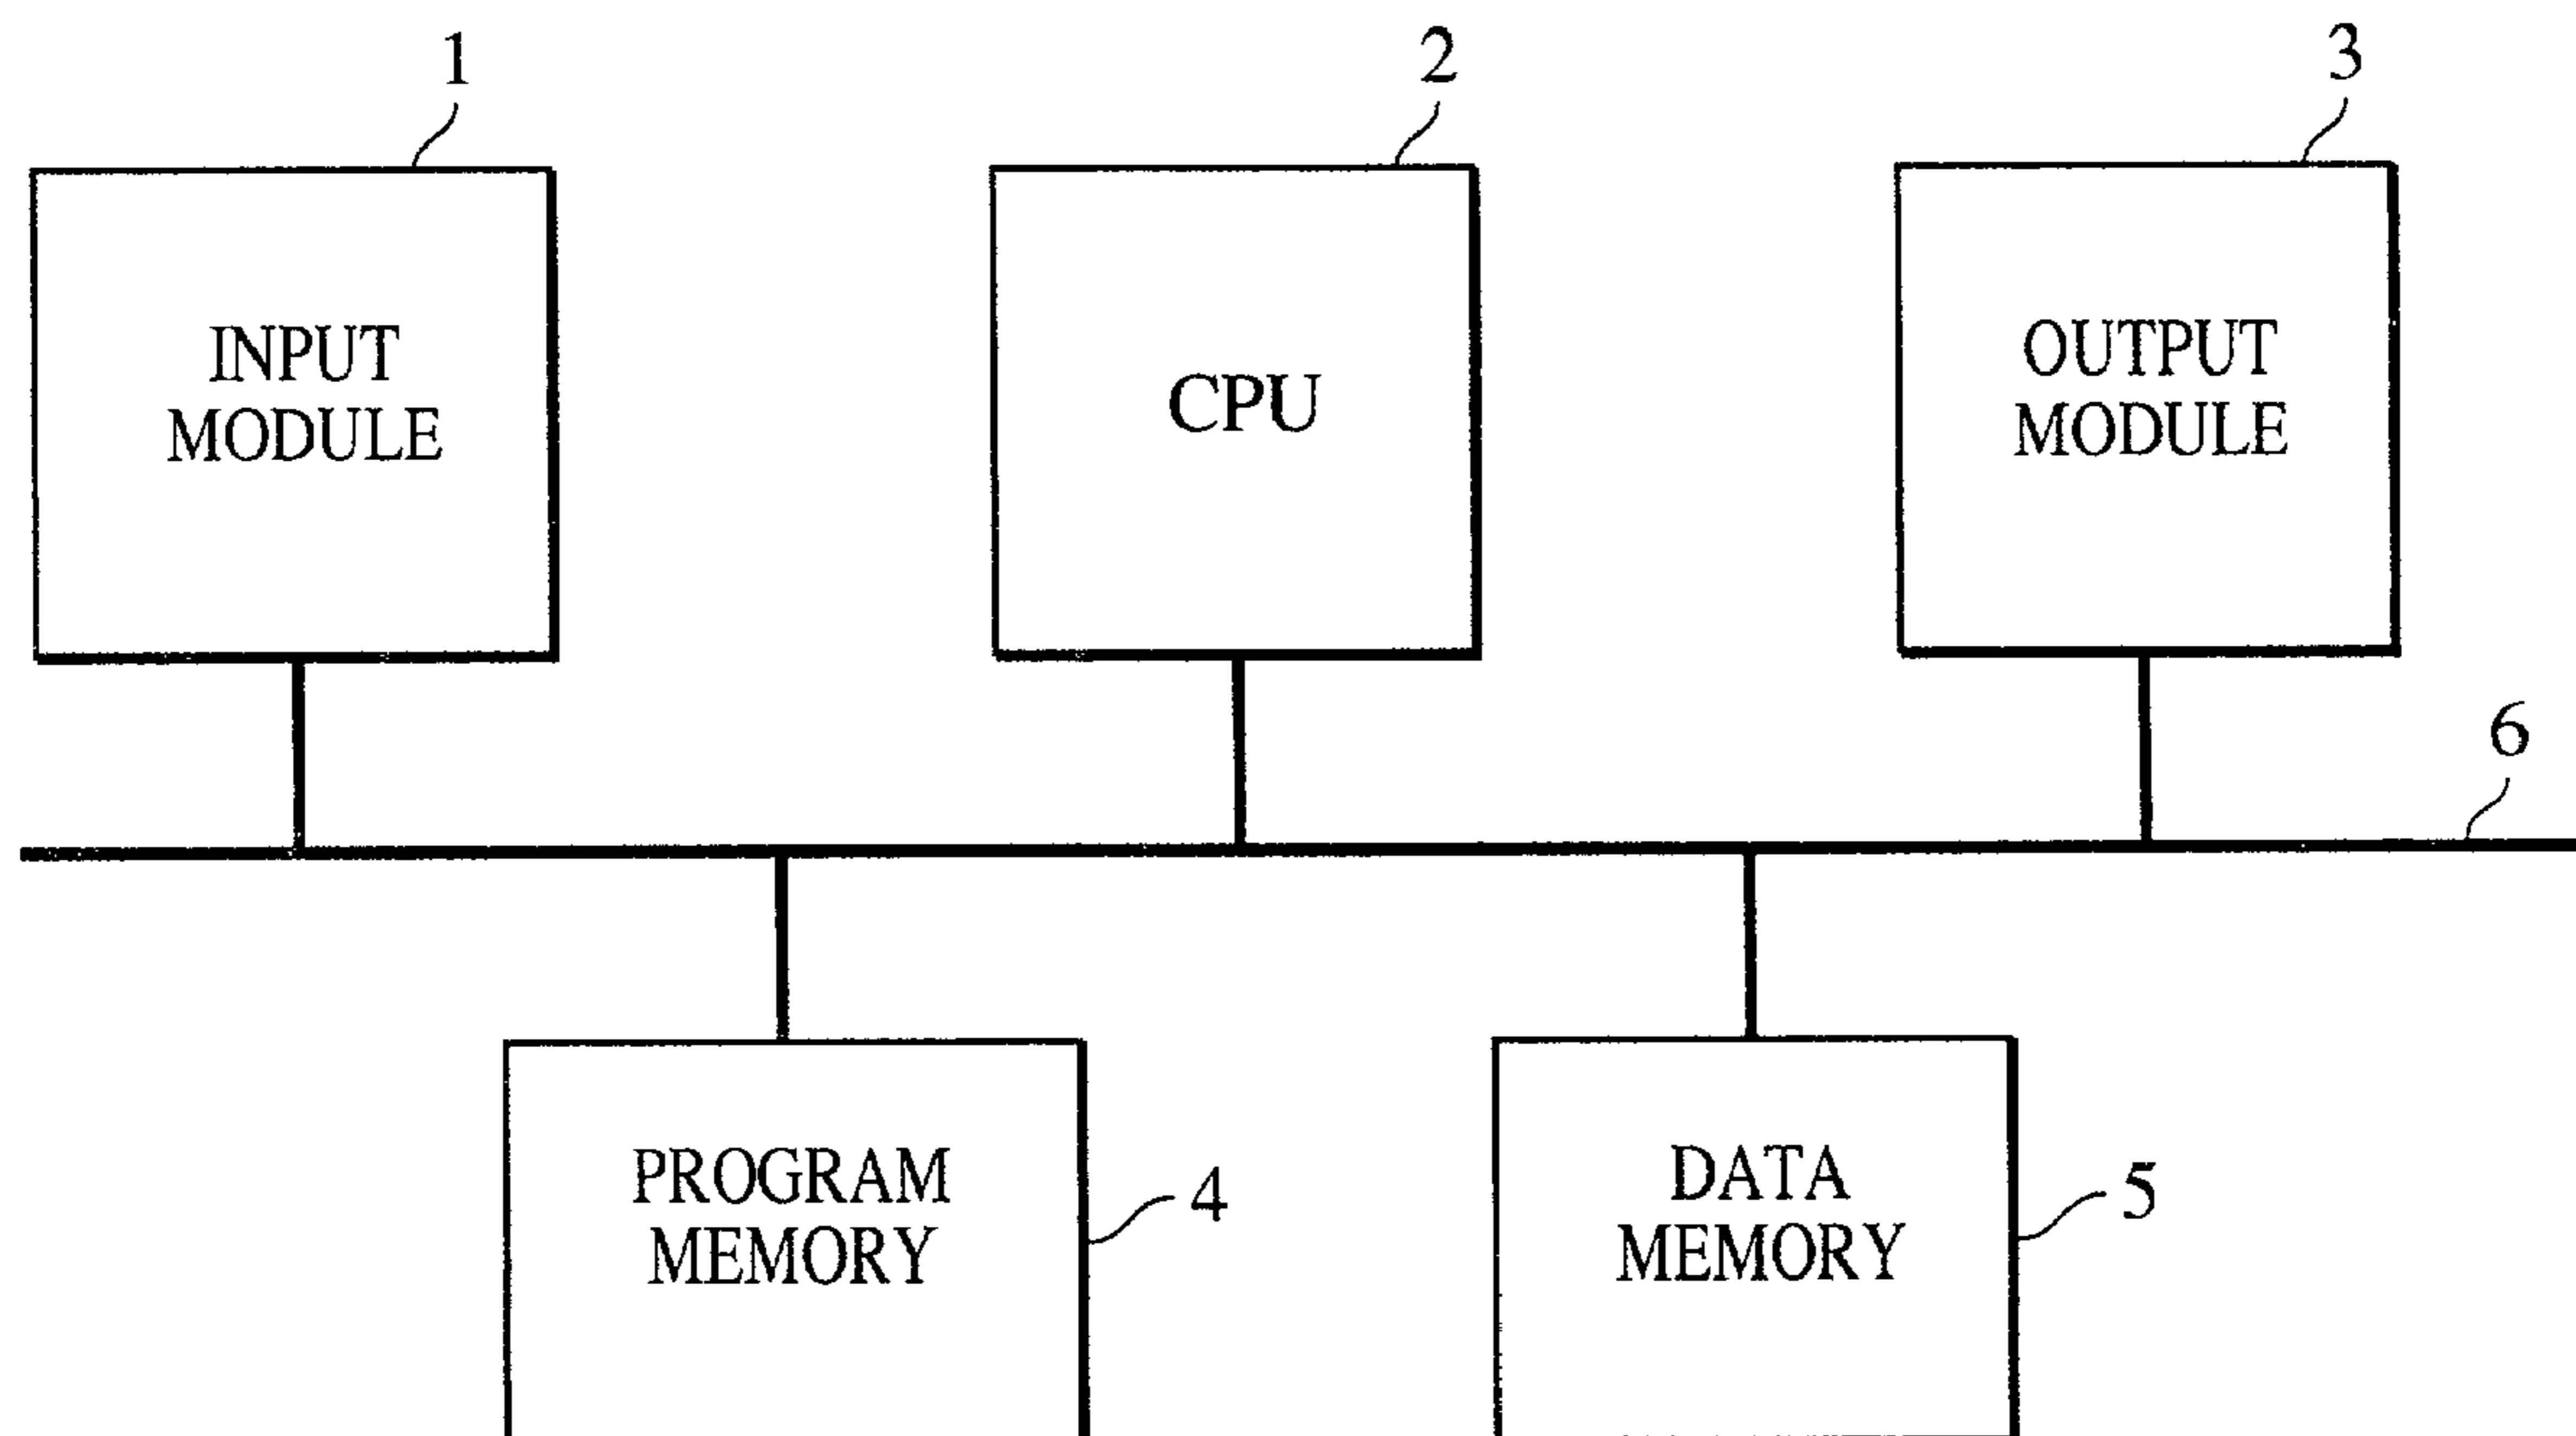 1
2
3
INPUT
MODULE
CPU
OUTPUT
MODULE
6
PROGRAM
MEMORY
4
DATA
MEMORY
5